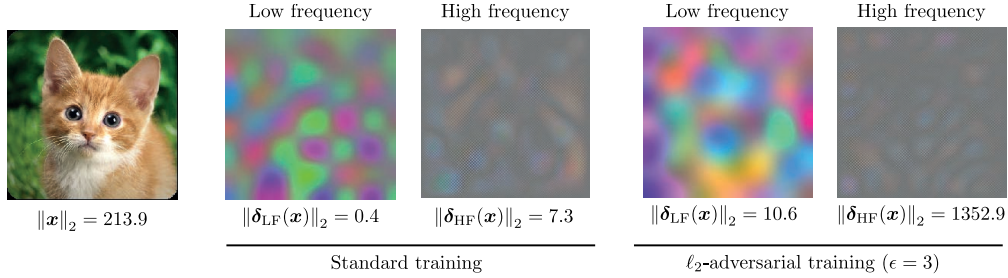 Low frequency High frequency Low frequency High frequency
‖x‖₂ = 213.9 ‖δ_LF(x)‖₂ = 0.4 ‖δ_HF(x)‖₂ = 7.3 ‖δ_LF(x)‖₂ = 10.6 ‖δ_HF(x)‖₂ = 1352.9
Standard training ℓ₂-adversarial training (ϵ = 3)